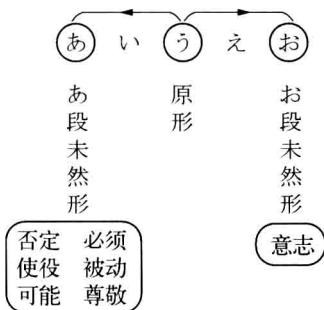 あ い う え お
あ段未然形
原形
お段未然形
否定 必须
使役 被动
可能 尊敬
意志